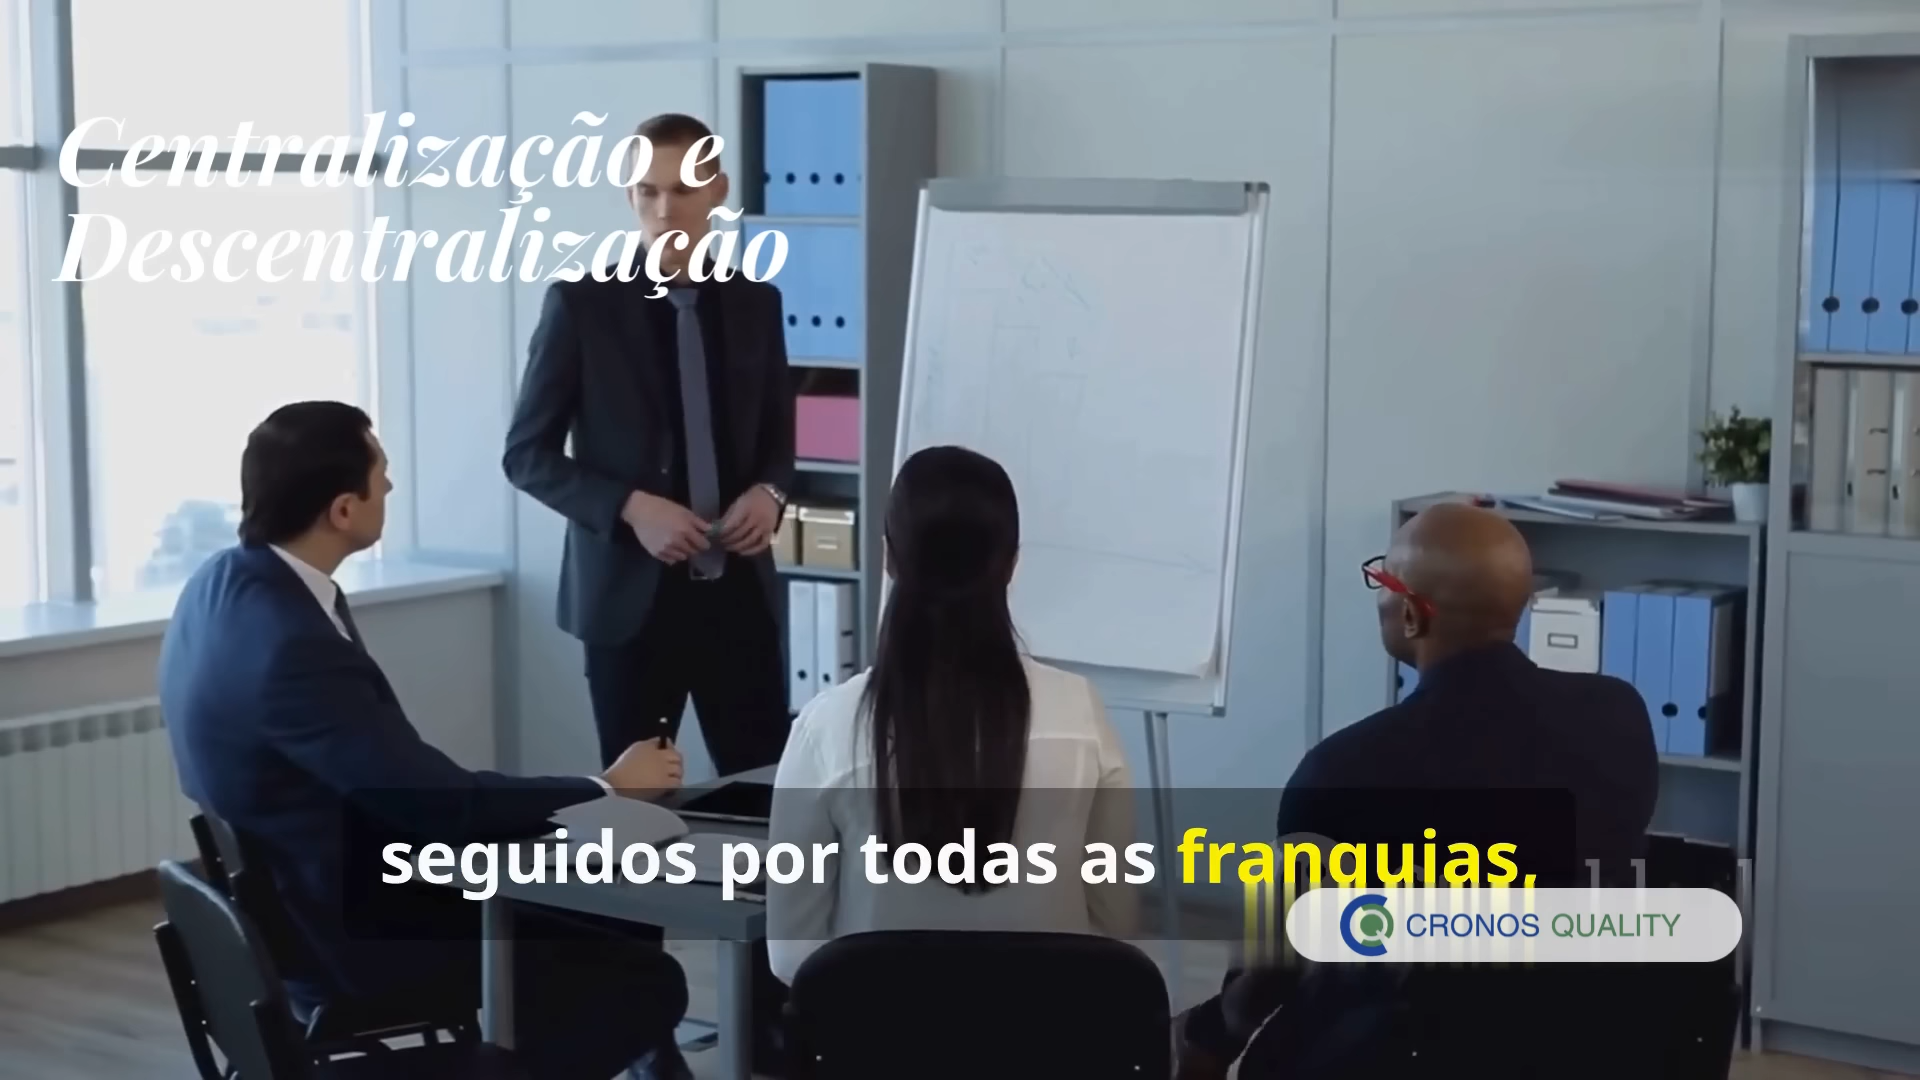 Centralização e
Descentralização
seguidos por todas as franquias,
CRONOS QUALITY